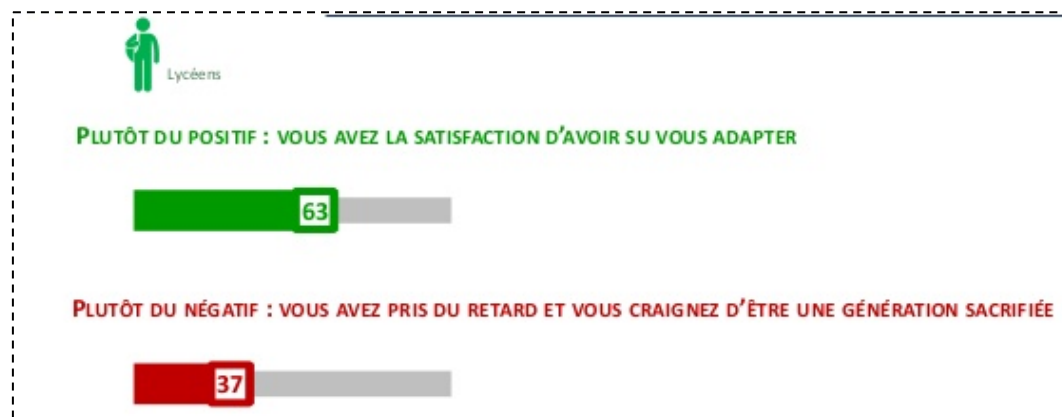 Lycéens
PLUTÔT DU POSITIF : VOUS AVEZ LA SATISFACTION D'AVOIR SU VOUS ADAPTER
63
PLUTÔT DU NÉGATIF : VOUS AVEZ PRIS DU RETARD ET VOUS CRAIGNEZ D'ÊTRE UNE GÉNÉRATION SACRIFIÉE
37